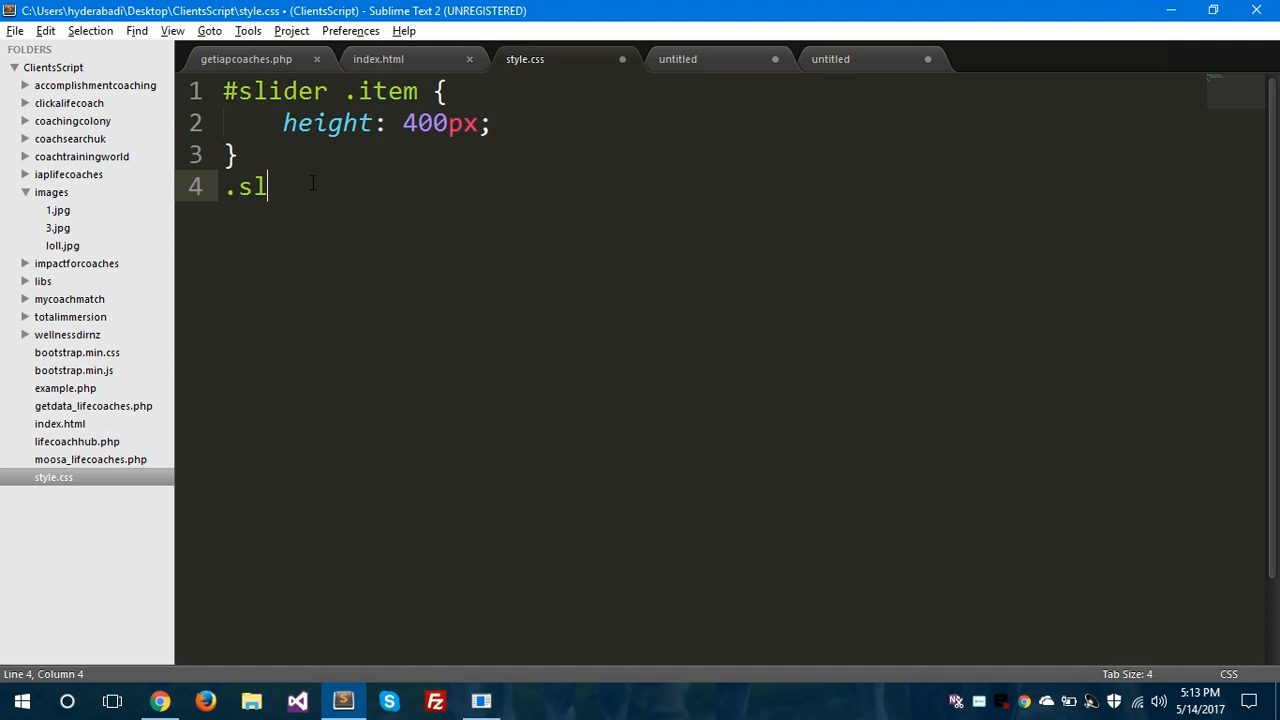 C:\Users\hyderabadi\Desktop\ClientsScript\style.css • (ClientsScript) - Sublime Text 2 (UNREGISTERED)
File Edit Selection Find View Goto Tools Project Preferences Help
FOLDERS
ClientsScript
accomplishmentcoaching
clickalifecoach
coachingcolony
coachsearchuk
coachtrainingworld
iaplifecoaches
images
1.jpg
3.jpg
loll.jpg
impactforcoaches
libs
mycoachmatch
totalimmersion
wellnessdirnz
bootstrap.min.css
bootstrap.min.js
example.php
getdata_lifecoaches.php
index.html
lifecoachhub.php
moosa_lifecoaches.php
style.css
getiapcoaches.php × index.html × style.css • untitled • untitled •
1 #slider .item {
2 height: 400px;
3 }
4 .sl
Line 4, Column 4 Tab Size: 4 CSS
5:13 PM
5/14/2017